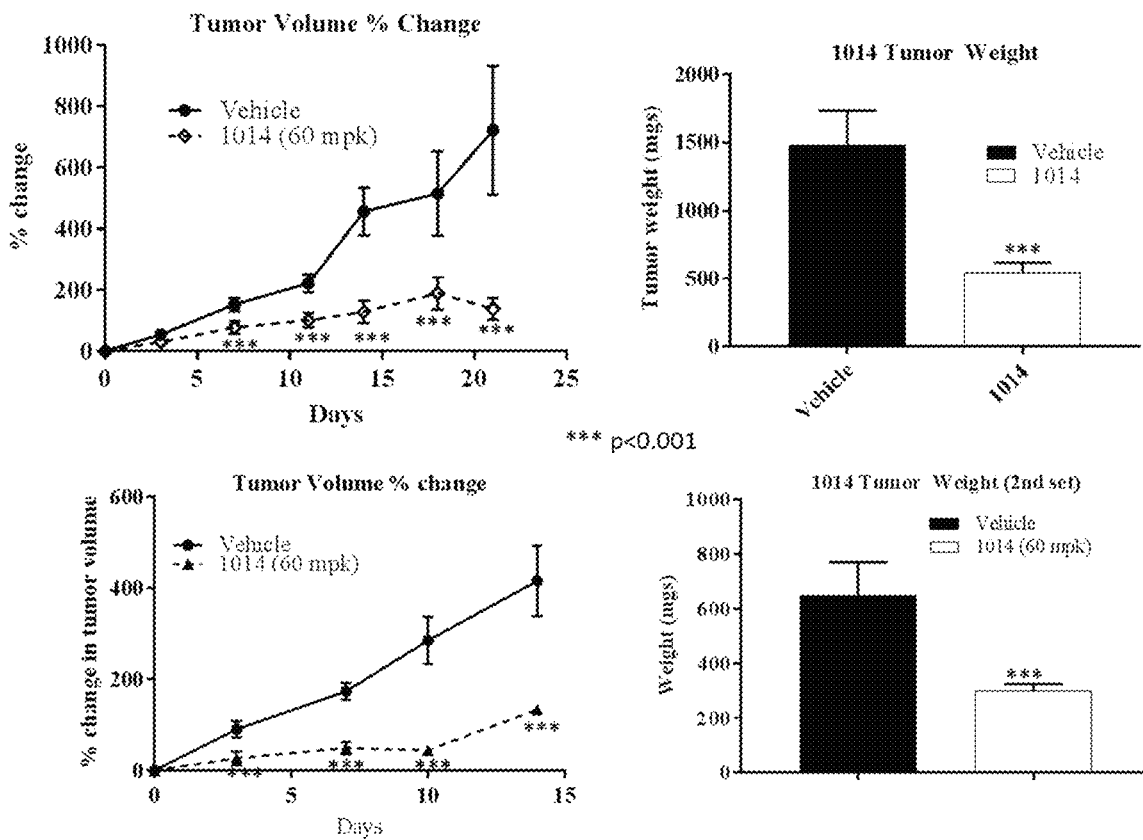 Tumor Volume % Change
1000
800
600
400
200
0
% change
Vehicle
1014 (60 mpk)
***
***
***
***
***
0
5
10
15
20
25
Days
1014 Tumor Weight
2000
1500
1000
500
0
Tumor weight (mgs)
Vehicle
1014
***
Vehicle
1014
*** p<0.001
Tumor Volume % change
600
400
200
0
% change in tumor volume
Vehicle
1014 (60 mpk)
***
***
***
***
0
5
10
15
Days
1014 Tumor Weight (2nd set)
1000
800
600
400
200
0
Weight (mgs)
Vehicle
1014 (60 mpk)
***